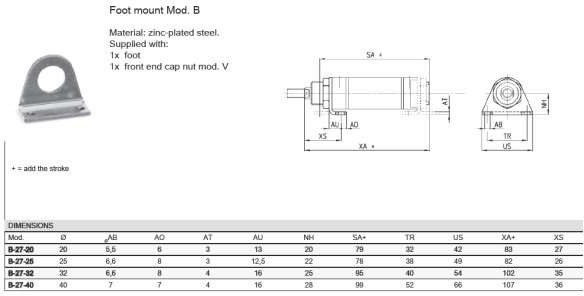 Foot mount Mod. B
Material: zinc-plated steel.
Supplied with:
1x foot
1x front end cap nut mod. V
SA +
AT
NH
AU
AO
AB
XS
TR
XA +
US
+ = add the stroke
DIMENSIONS
Mod. Ø øAB AO AT AU NH SA+ TR US XA+ XS
B-27-20 20 5,5 6 3 13 20 79 32 42 83 27
B-27-25 25 6,6 8 3 12,5 22 78 38 49 82 26
B-27-32 32 6,6 8 4 16 25 95 40 54 102 35
B-27-40 40 7 7 4 16 28 99 52 66 107 36